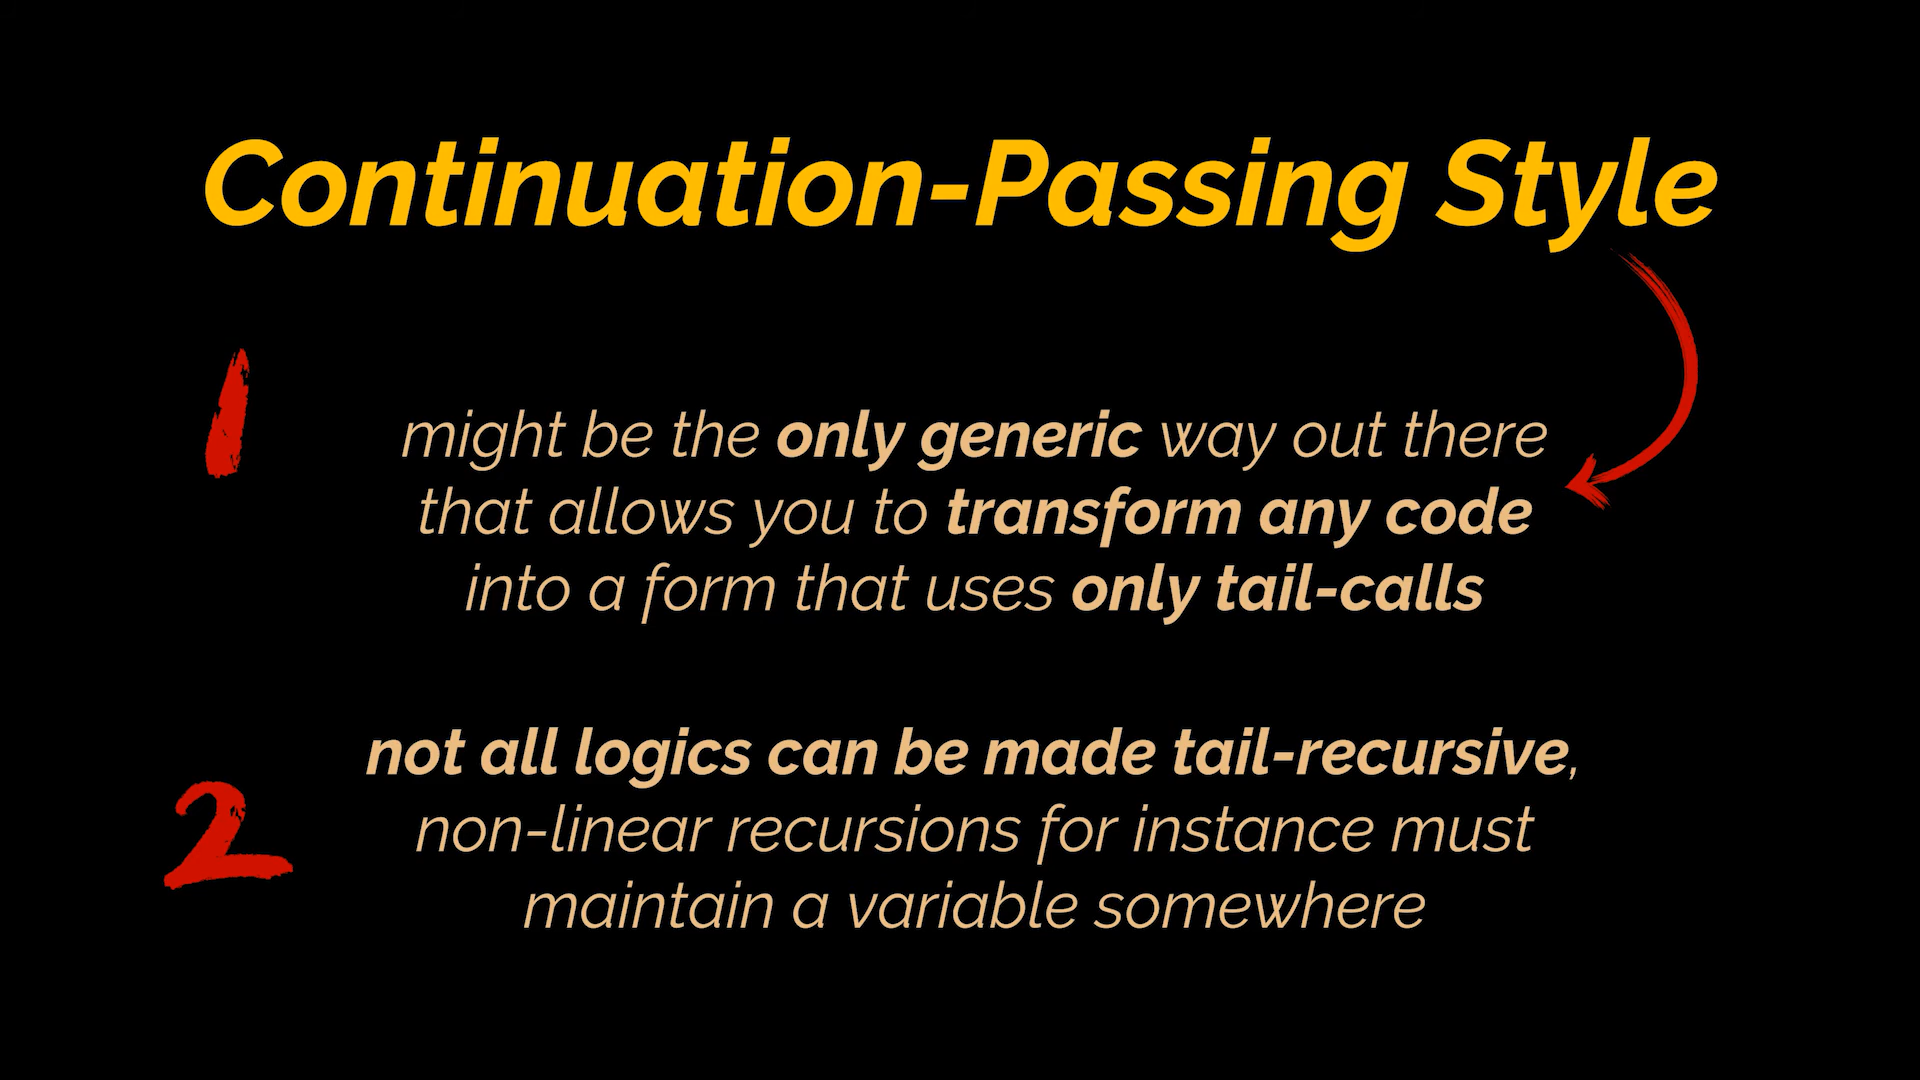 Continuation-Passing Style
1
might be the only generic way out there
that allows you to transform any code
into a form that uses only tail-calls
2
not all logics can be made tail-recursive,
non-linear recursions for instance must
maintain a variable somewhere